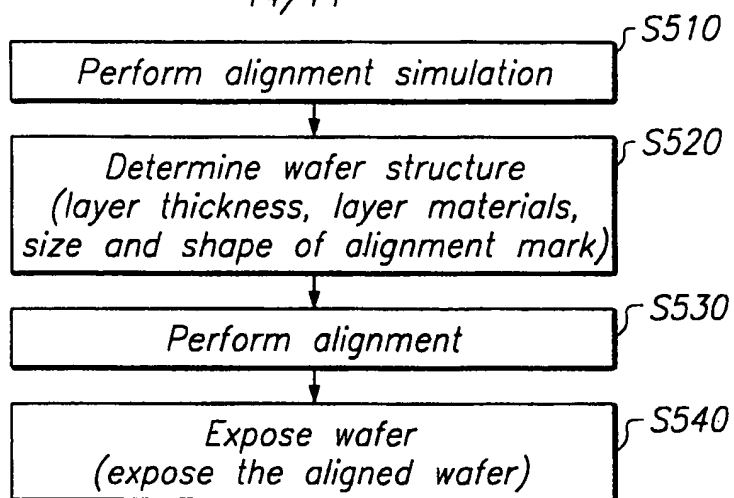 S510
Perform alignment simulation
S520
Determine wafer structure
(layer thickness, layer materials,
size and shape of alignment mark)
S530
Perform alignment
S540
Expose wafer
(expose the aligned wafer)